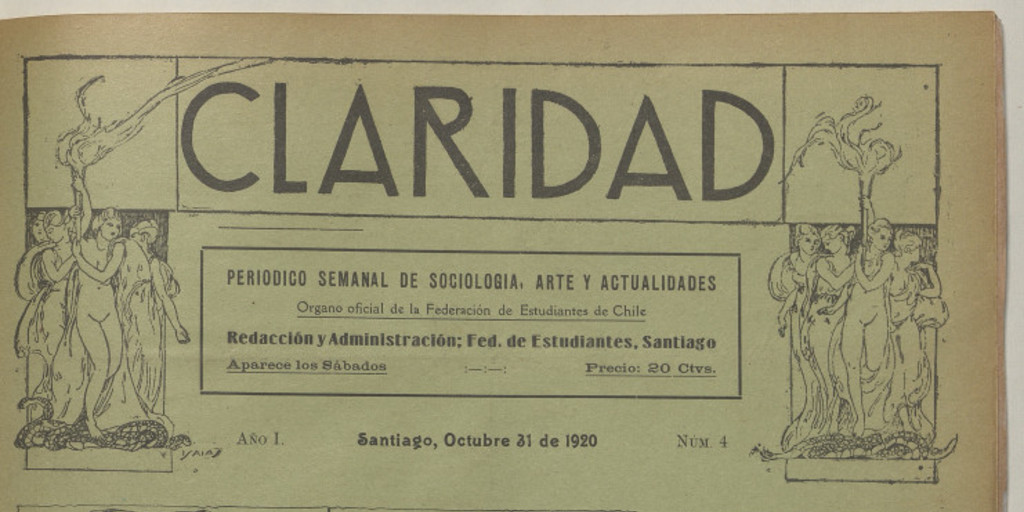 CLARIDAD
PERIODICO SEMANAL DE SOCIOLOGIA, ARTE Y ACTUALIDADES
Organo oficial de la Federación de Estudiantes de Chile
Redacción y Administración; Fed. de Estudiantes, Santiago
Aparece los Sábados :—:—: Precio: 20 Ctvs.
Año I. Santiago, Octubre 31 de 1920 Núm. 4